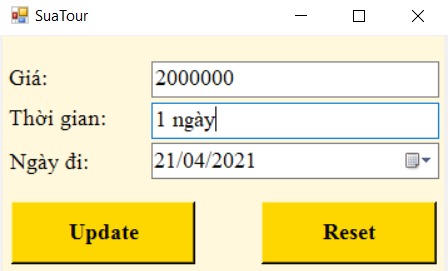 SuaTour
Giá: 2000000
Thời gian: 1 ngày
Ngày đi: 21/04/2021
Update Reset